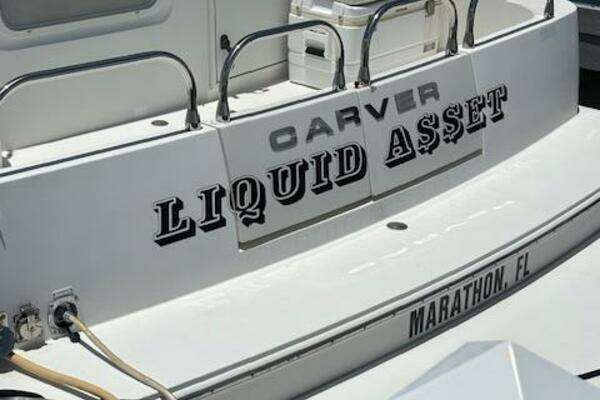 CARVER
LIQUID ASSET
MARATHON, FL